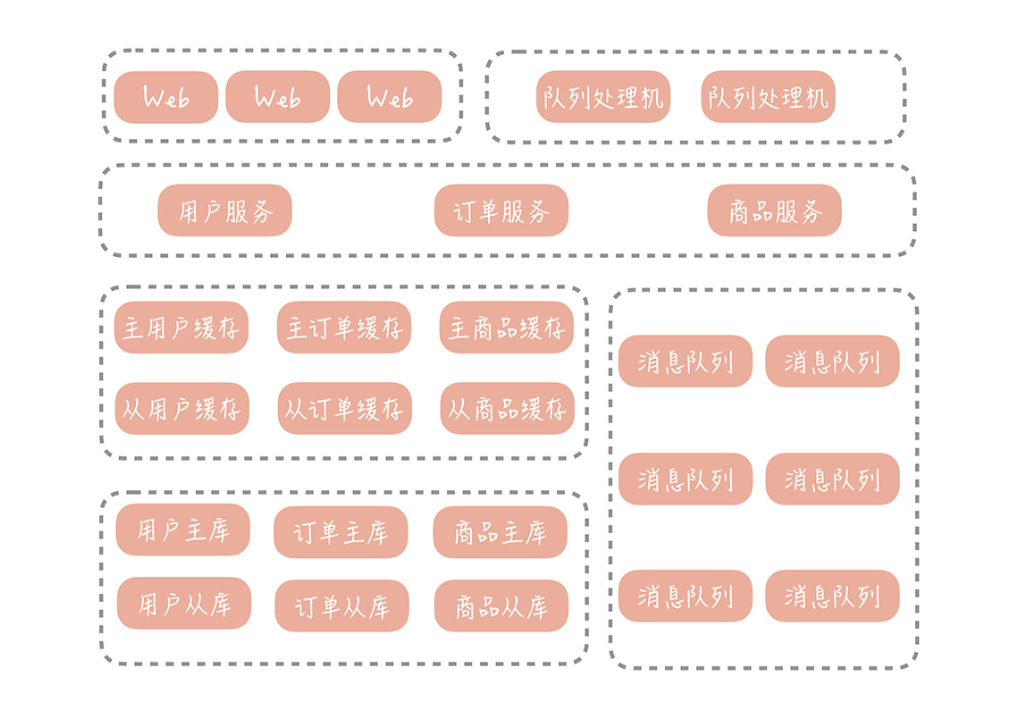 Web Web Web
队列处理机 队列处理机
用户服务 订单服务 商品服务
主用户缓存 主订单缓存 主商品缓存
从用户缓存 从订单缓存 从商品缓存
用户主库 订单主库 商品主库
用户从库 订单从库 商品从库
消息队列 消息队列
消息队列 消息队列
消息队列 消息队列